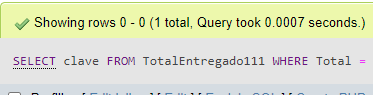 Showing rows 0 - 0 (1 total, Query took 0.0007 seconds.)
SELECT clave FROM TotalEntregado111 WHERE Total =